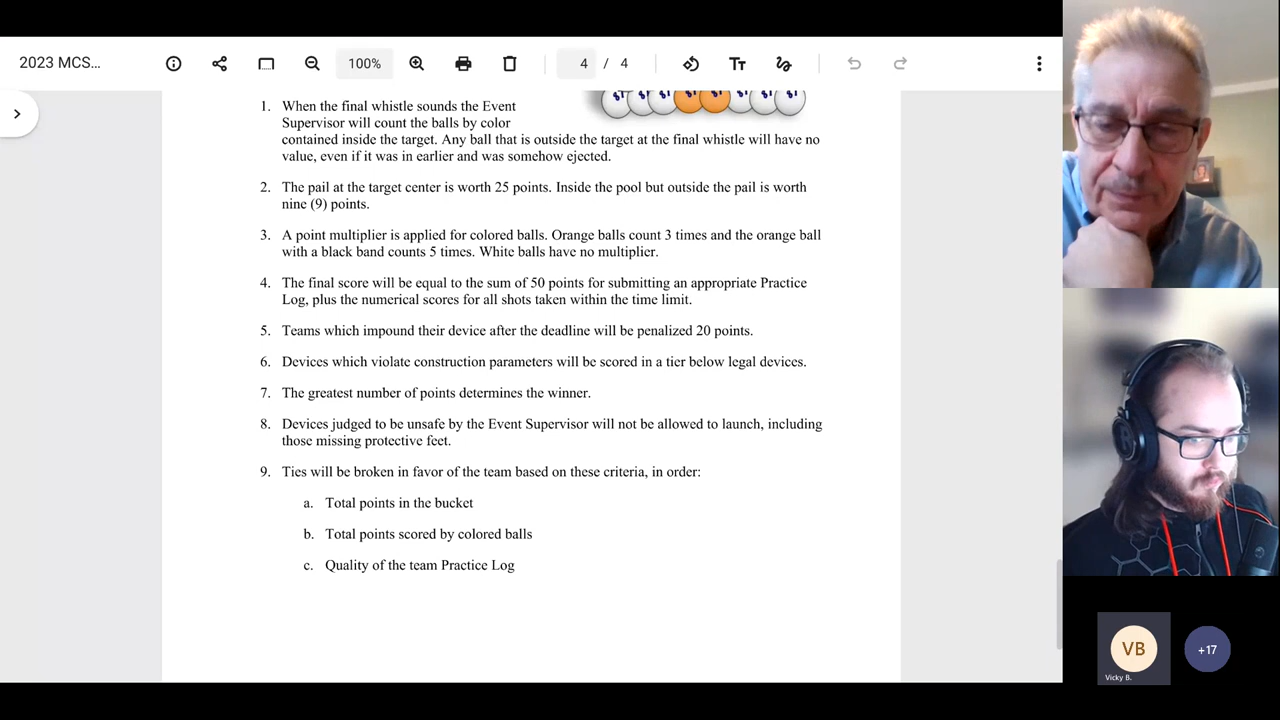 2023 MCS...
100%
4 / 4
1. When the final whistle sounds the Event
Supervisor will count the balls by color
contained inside the target. Any ball that is outside the target at the final whistle will have no
value, even if it was in earlier and was somehow ejected.
2. The pail at the target center is worth 25 points. Inside the pool but outside the pail is worth
nine (9) points.
3. A point multiplier is applied for colored balls. Orange balls count 3 times and the orange ball
with a black band counts 5 times. White balls have no multiplier.
4. The final score will be equal to the sum of 50 points for submitting an appropriate Practice
Log, plus the numerical scores for all shots taken within the time limit.
5. Teams which impound their device after the deadline will be penalized 20 points.
6. Devices which violate construction parameters will be scored in a tier below legal devices.
7. The greatest number of points determines the winner.
8. Devices judged to be unsafe by the Event Supervisor will not be allowed to launch, including
those missing protective feet.
9. Ties will be broken in favor of the team based on these criteria, in order:
a. Total points in the bucket
b. Total points scored by colored balls
c. Quality of the team Practice Log
VB
Vicky B.
+17